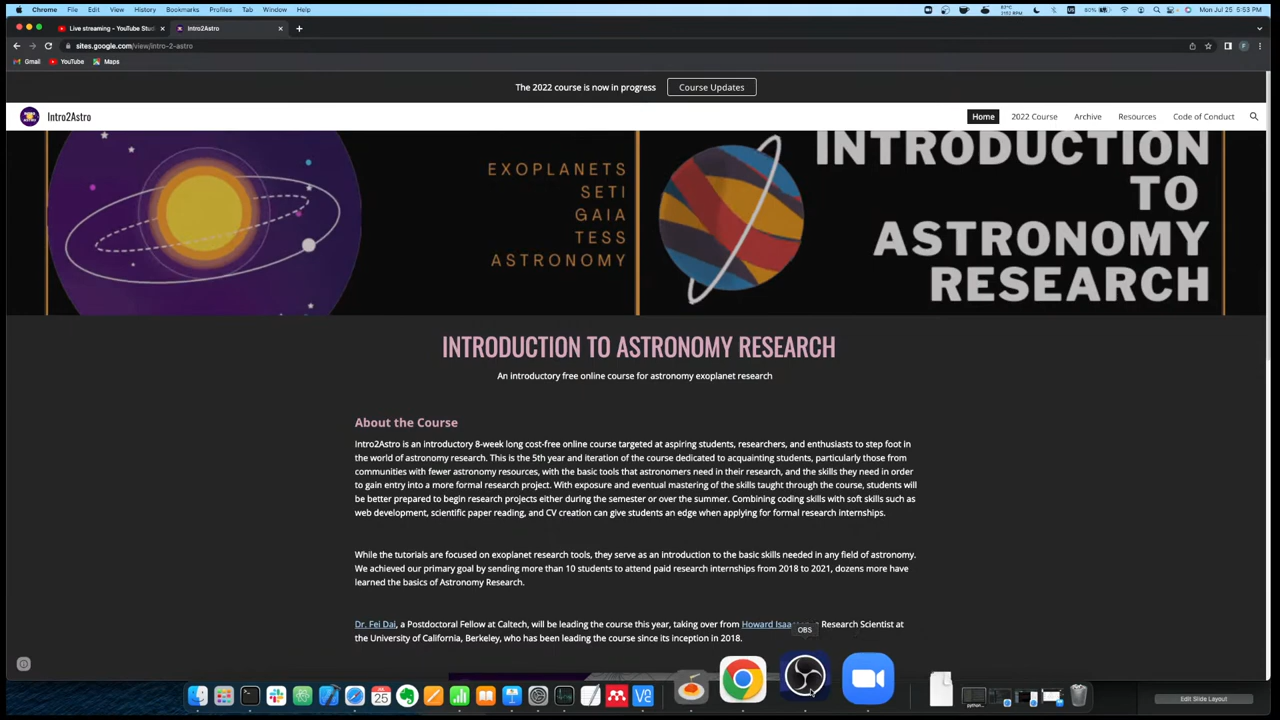 Chrome File Edit View History Bookmarks Profiles Tab Window Help
80% Mon Jul 25 5:53 PM
Live streaming - YouTube Stud
Intro2Astro
sites.google.com/view/intro-2-astro
Gmail YouTube Maps
The 2022 course is now in progress Course Updates
Intro2Astro Home 2022 Course Archive Resources Code of Conduct
EXOPLANETS
SETI
GAIA
TESS
ASTRONOMY
INTRODUCTION
TO
ASTRONOMY
RESEARCH
INTRODUCTION TO ASTRONOMY RESEARCH
An introductory free online course for astronomy exoplanet research
About the Course
Intro2Astro is an introductory 8-week long cost-free online course targeted at aspiring students, researchers, and enthusiasts to step foot in
the world of astronomy research. This is the 5th year and iteration of the course dedicated to acquainting students, particularly those from
communities with fewer astronomy resources, with the basic tools that astronomers need in their research, and the skills they need in order
to gain entry into a more formal research project. With exposure and eventual mastering of the skills taught through the course, students will
be better prepared to begin research projects either during the semester or over the summer. Combining coding skills with soft skills such as
web development, scientific paper reading, and CV creation can give students an edge when applying for formal research internships.
While the tutorials are focused on exoplanet research tools, they serve as an introduction to the basic skills needed in any field of astronomy.
We achieved our primary goal by sending more than 10 students to attend paid research internships from 2018 to 2021, dozens more have
learned the basics of Astronomy Research.
Dr. Fei Dai, a Postdoctoral Fellow at Caltech, will be leading the course this year, taking over from Howard Isaa Research Scientist at
the University of California, Berkeley, who has been leading the course since its inception in 2018.
OBS
25
python
Edit Slide Layout